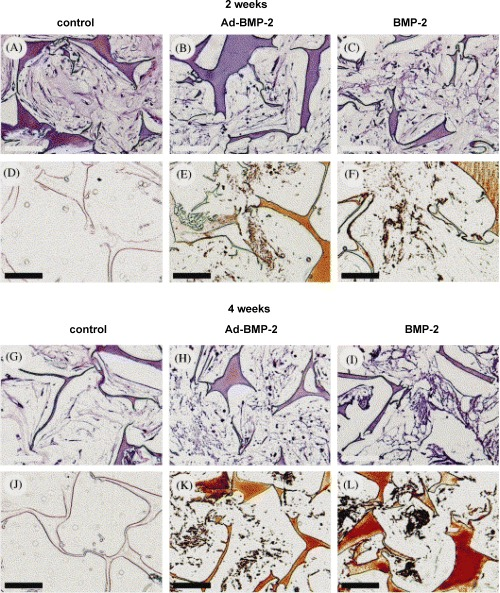 2 weeks
control Ad-BMP-2 BMP-2
(A) (B) (C)
(D) (E) (F)
4 weeks
control Ad-BMP-2 BMP-2
(G) (H) (I)
(J) (K) (L)